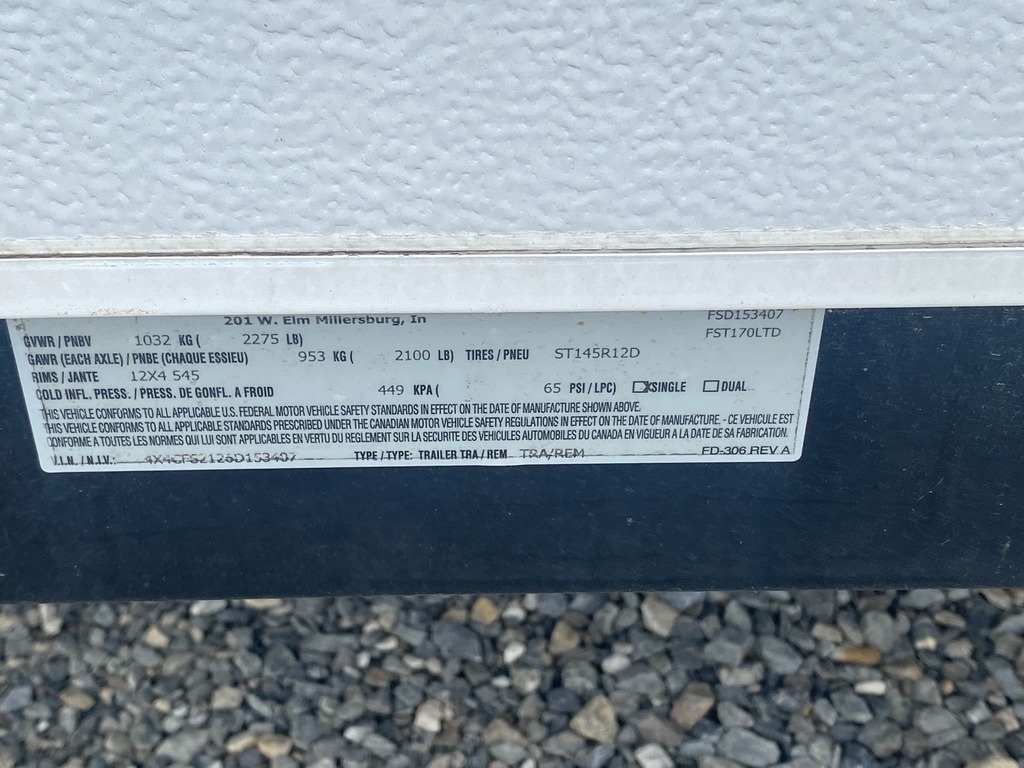 201 W. Elm Millersburg, In FSD153407
GVWR / PNBV 1032 KG ( 2275 LB) FST170LTD
GAWR (EACH AXLE) / PNBE (CHAQUE ESSIEU) 953 KG ( 2100 LB) TIRES / PNEU ST145R12D
RIMS / JANTE 12X4 545
COLD INFL. PRESS. / PRESS. DE GONFL. A FROID 449 KPA ( 65 PSI / LPC) ☒SINGLE ☐DUAL
THIS VEHICLE CONFORMS TO ALL APPLICABLE U.S. FEDERAL MOTOR VEHICLE SAFETY STANDARDS IN EFFECT ON THE DATE OF MANUFACTURE SHOWN ABOVE.
THIS VEHICLE CONFORMS TO ALL APPLICABLE STANDARDS PRESCRIBED UNDER THE CANADIAN MOTOR VEHICLE SAFETY REGULATIONS IN EFFECT ON THE DATE OF MANUFACTURE. - CE VEHICULE EST
CONFORME A TOUTES LES NORMES QUI LUI SONT APPLICABLES EN VERTU DU REGLEMENT SUR LA SECURITE DES VEHICULES AUTOMOBILES DU CANADA EN VIGUEUR A LA DATE DE SA FABRICATION.
V.I.N. / N.I.V.: 4X4CFS2126D153407 TYPE / TYPE: TRAILER TRA / REM TRA/REM FD-306 REV A